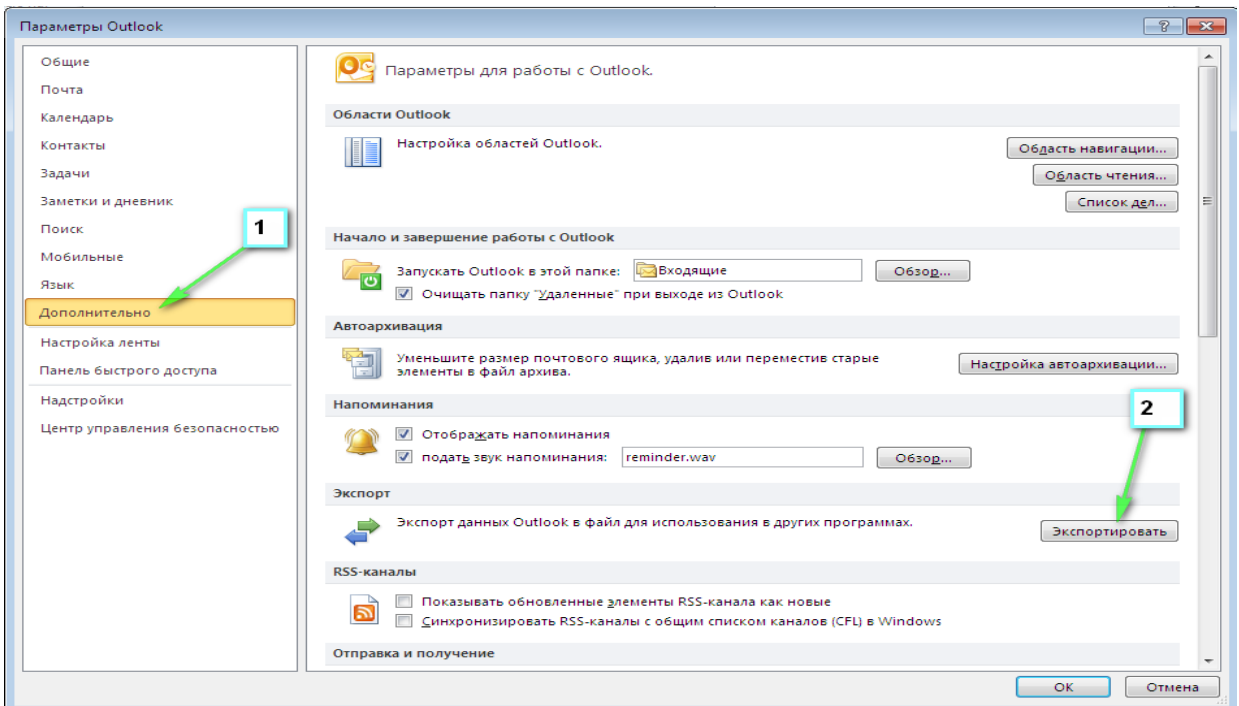 Параметры Outlook
Общие
Почта
Календарь
Контакты
Задачи
Заметки и дневник
Поиск
Мобильные
Язык
Дополнительно
Настройка ленты
Панель быстрого доступа
Надстройки
Центр управления безопасностью
1
Параметры для работы с Outlook.
Области Outlook
Настройка областей Outlook.
Область навигации...
Область чтения...
Список дел...
Начало и завершение работы с Outlook
Запускать Outlook в этой папке: Входящие Обзор...
Очищать папку "Удаленные" при выходе из Outlook
Автоархивация
Уменьшите размер почтового ящика, удалив или переместив старые
элементы в файл архива.
Настройка автоархивации...
Напоминания
2
Отображать напоминания
подать звук напоминания: reminder.wav Обзор...
Экспорт
Экспорт данных Outlook в файл для использования в других программах.
Экспортировать
RSS-каналы
Показывать обновленные элементы RSS-канала как новые
Синхронизировать RSS-каналы с общим списком каналов (CFL) в Windows
Отправка и получение
OK Отмена